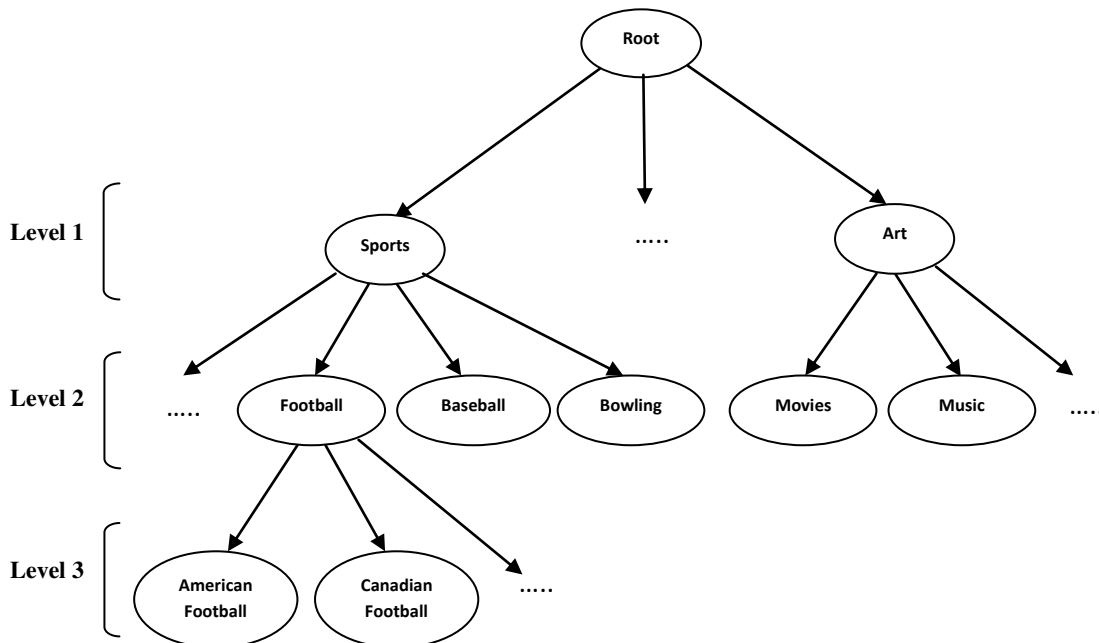 Root
Level 1
Sports
.....
Art
Level 2
.....
Football
Baseball
Bowling
Movies
Music
.....
Level 3
American
Football
Canadian
Football
.....